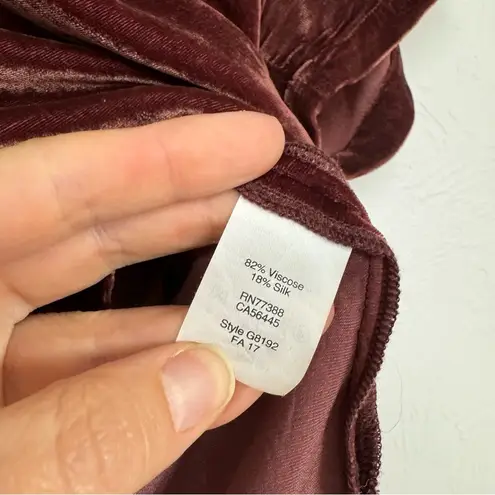 82% Viscose
18% Silk
RN77388
CA56445
Style G8192
FA 17